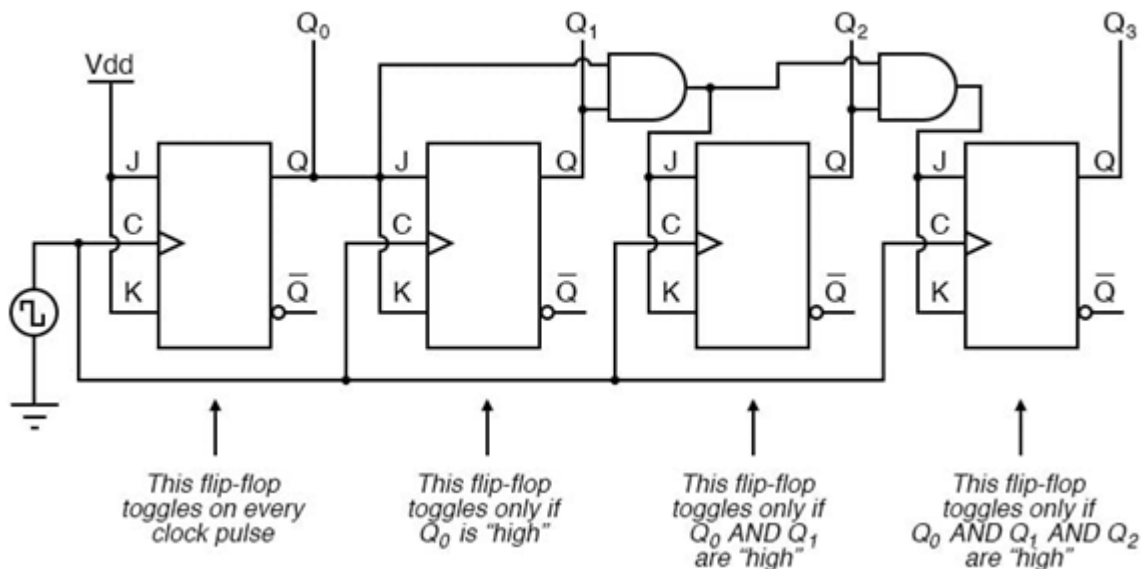 Q₀ Q₁ Q₂ Q₃
Vdd
J Q J Q J Q J Q
C C C C
K Q̅ K Q̅ K Q̅ K Q̅
This flip-flop
toggles on every
clock pulse
This flip-flop
toggles only if
Q₀ is “high”
This flip-flop
toggles only if
Q₀ AND Q₁
are “high”
This flip-flop
toggles only if
Q₀ AND Q₁ AND Q₂
are “high”